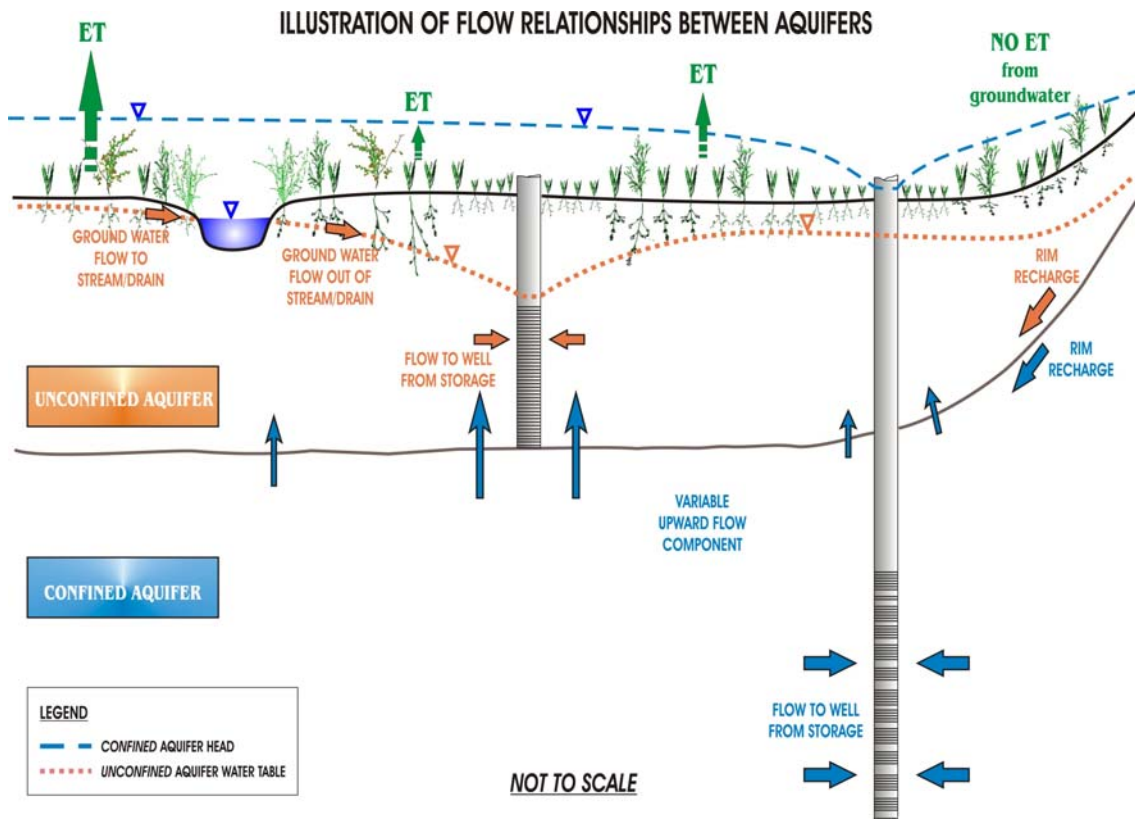 ILLUSTRATION OF FLOW RELATIONSHIPS BETWEEN AQUIFERS
ET
ET
ET
NO ET
from
groundwater
GROUND WATER
FLOW TO
STREAM/DRAIN
GROUND WATER
FLOW OUT OF
STREAM/DRAIN
RIM
RECHARGE
RIM
RECHARGE
FLOW TO WELL
FROM STORAGE
UNCONFINED AQUIFER
VARIABLE
UPWARD FLOW
COMPONENT
CONFINED AQUIFER
FLOW TO WELL
FROM STORAGE
LEGEND
CONFINED AQUIFER HEAD
UNCONFINED AQUIFER WATER TABLE
NOT TO SCALE